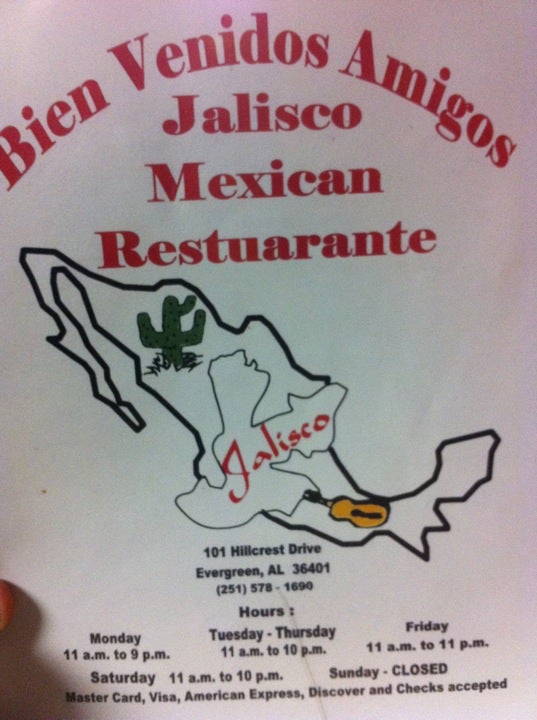 Bien Venidos Amigos
Jalisco
Mexican
Restuarante
Jalisco
101 Hillcrest Drive
Evergreen, AL 36401
(251) 578 - 1690
Hours :
Monday Tuesday - Thursday Friday
11 a.m. to 9 p.m. 11 a.m. to 10 p.m. 11 a.m. to 11 p.m.
Saturday 11 a.m. to 10 p.m. Sunday - CLOSED
Master Card, Visa, American Express, Discover and Checks accepted